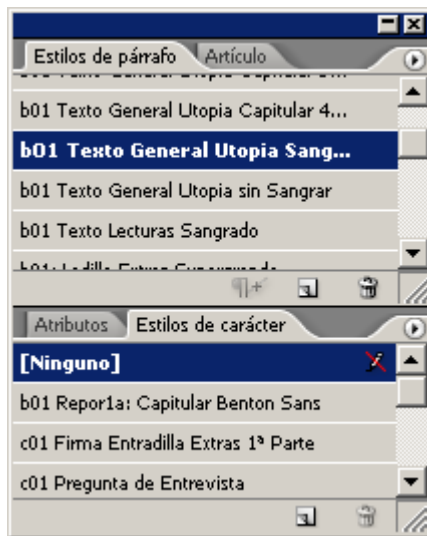 Estilos de párrafo Artículo
b01 Texto General Utopia Capitular 4...
b01 Texto General Utopia Sang...
b01 Texto General Utopia sin Sangrar
b01 Texto Lecturas Sangrado
Atributos Estilos de carácter
[Ninguno]
b01 Repor1a: Capitular Benton Sans
c01 Firma Entradilla Extras 1ª Parte
c01 Pregunta de Entrevista